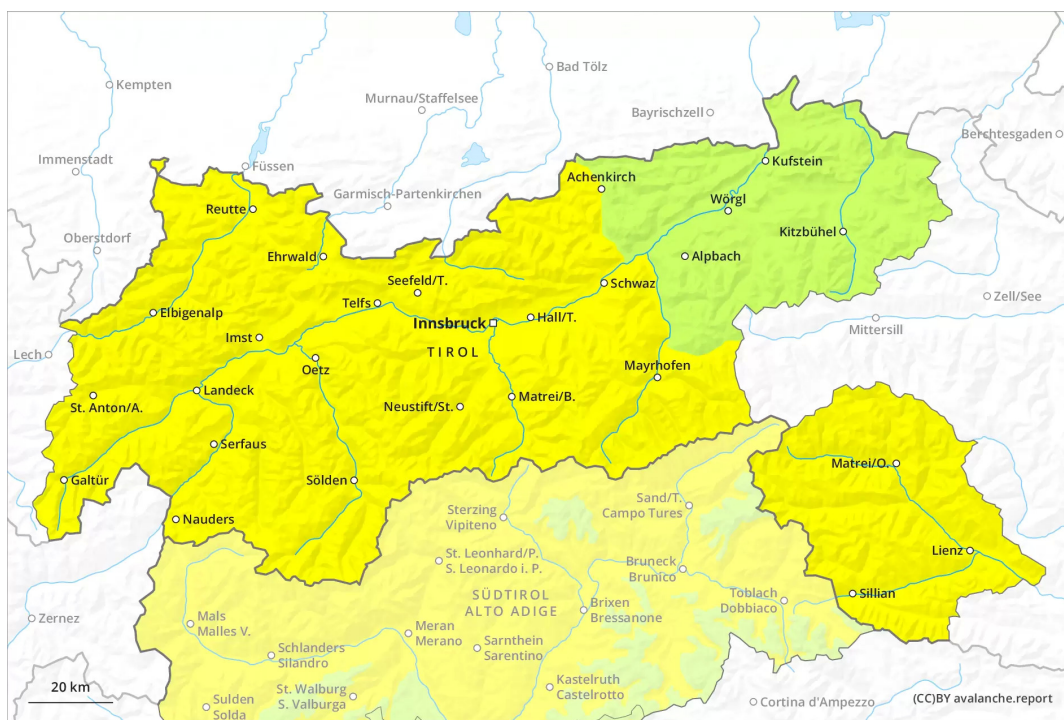 Bad Tölz
Kempten
Murnau/Staffelsee
Bayrischzell
Berchtesgaden
Immenstadt
Füssen
Kufstein
Achenkirch
Garmisch-Partenkirchen
Wörgl
Reutte
Oberstdorf
Kitzbühel
Ehrwald
Alpbach
Seefeld/T.
Schwaz
Zell/See
Telfs
Elbigenalp
Hall/T.
Innsbruck
Mittersill
Imst
TIROL
Lech
Oetz
Mayrhofen
Landeck
St. Anton/A.
Neustift/St.
Matrei/B.
Serfaus
Matrei/O.
Galtür
Sölden
Sand/T.
Campo Tures
Sterzing
Vipiteno
Nauders
Lienz
St. Leonhard/P.
S. Leonardo i. P.
Bruneck
Brunico
Sillian
SÜDTIROL
ALTO ADIGE
Toblach
Dobbiaco
Brixen
Bressanone
Zernez
Mals
Malles V.
Meran
Merano
Sarnthein
Sarentino
Schlanders
Silandro
Kastelruth
Castelrotto
20 km
St. Walburg
S. Valburga
Sulden
Solda
Cortina d'Ampezzo
(CC)BY avalanche.report